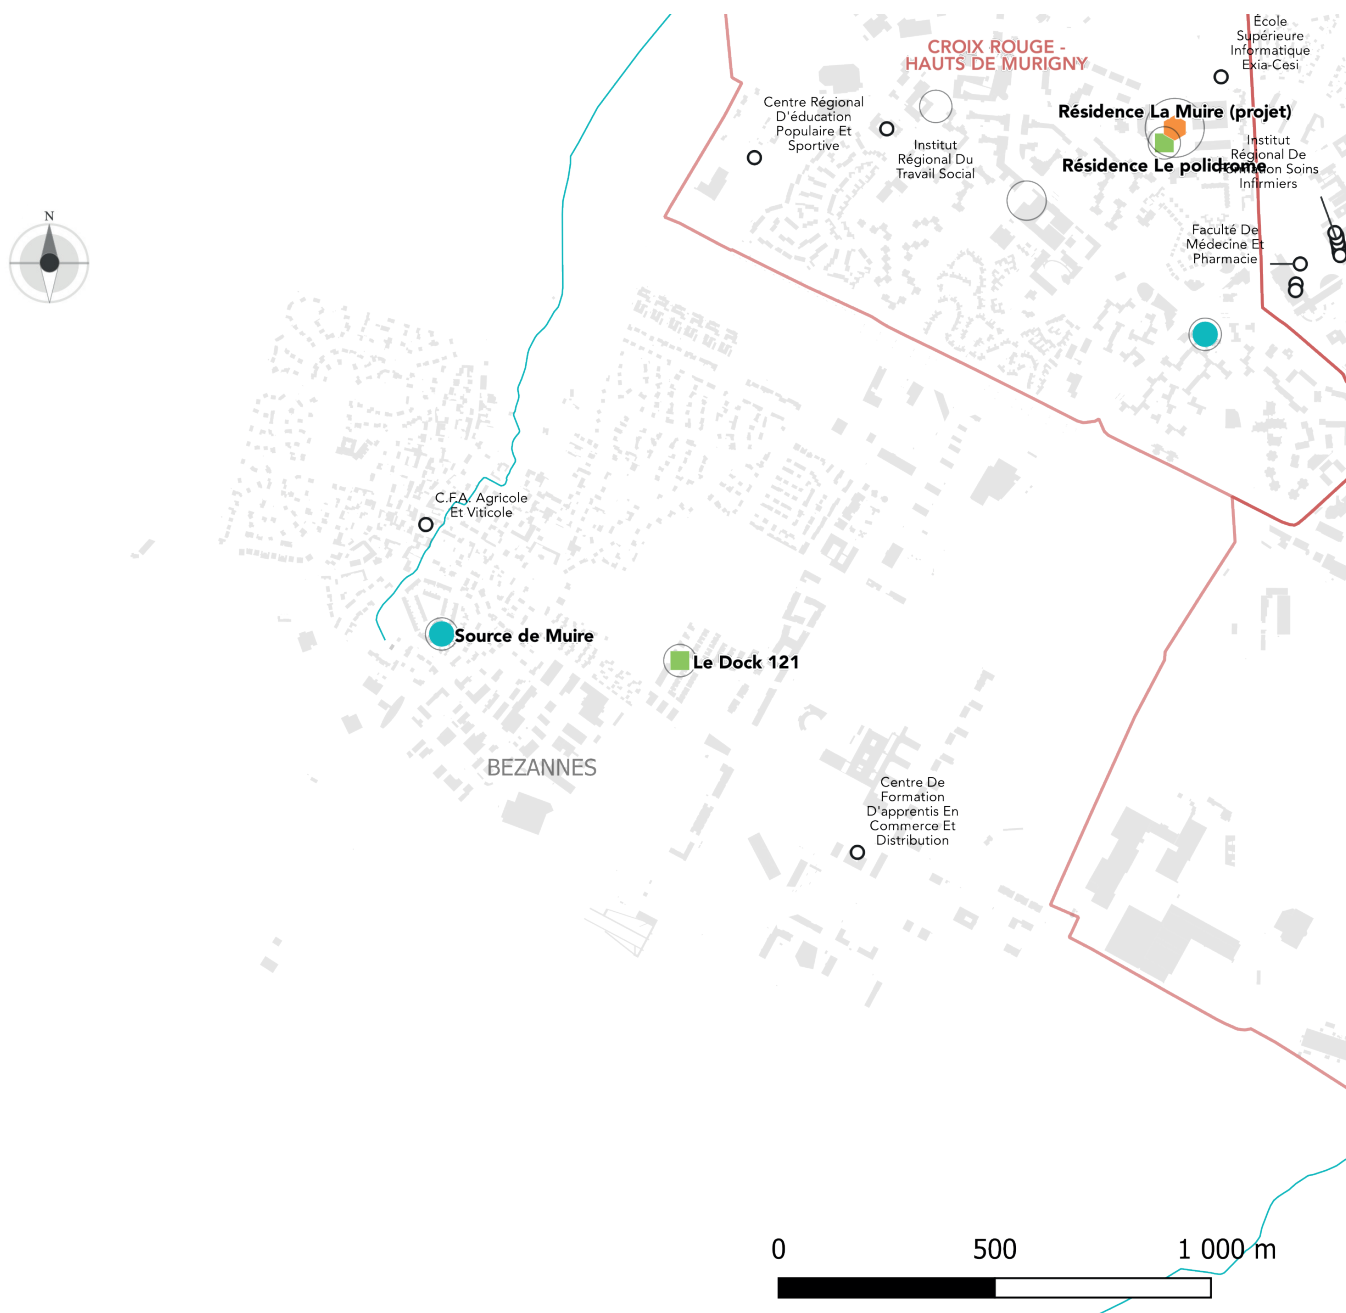 École
Supérieure
Informatique
Exia-Cesi
CROIX ROUGE -
HAUTS DE MURIGNY
Centre Régional
D'éducation
Populaire Et
Sportive
Institut
Régional Du
Travail Social
Résidence La Muire (projet)
Résidence Le polidrome
Institut
Régional De
Formation Soins
Infirmiers
Faculté De
Médecine Et
Pharmacie
N
C.F.A. Agricole
Et Viticole
Source de Muire
Le Dock 121
BEZANNES
Centre De
Formation
D'apprentis En
Commerce Et
Distribution
0 500 1 000 m